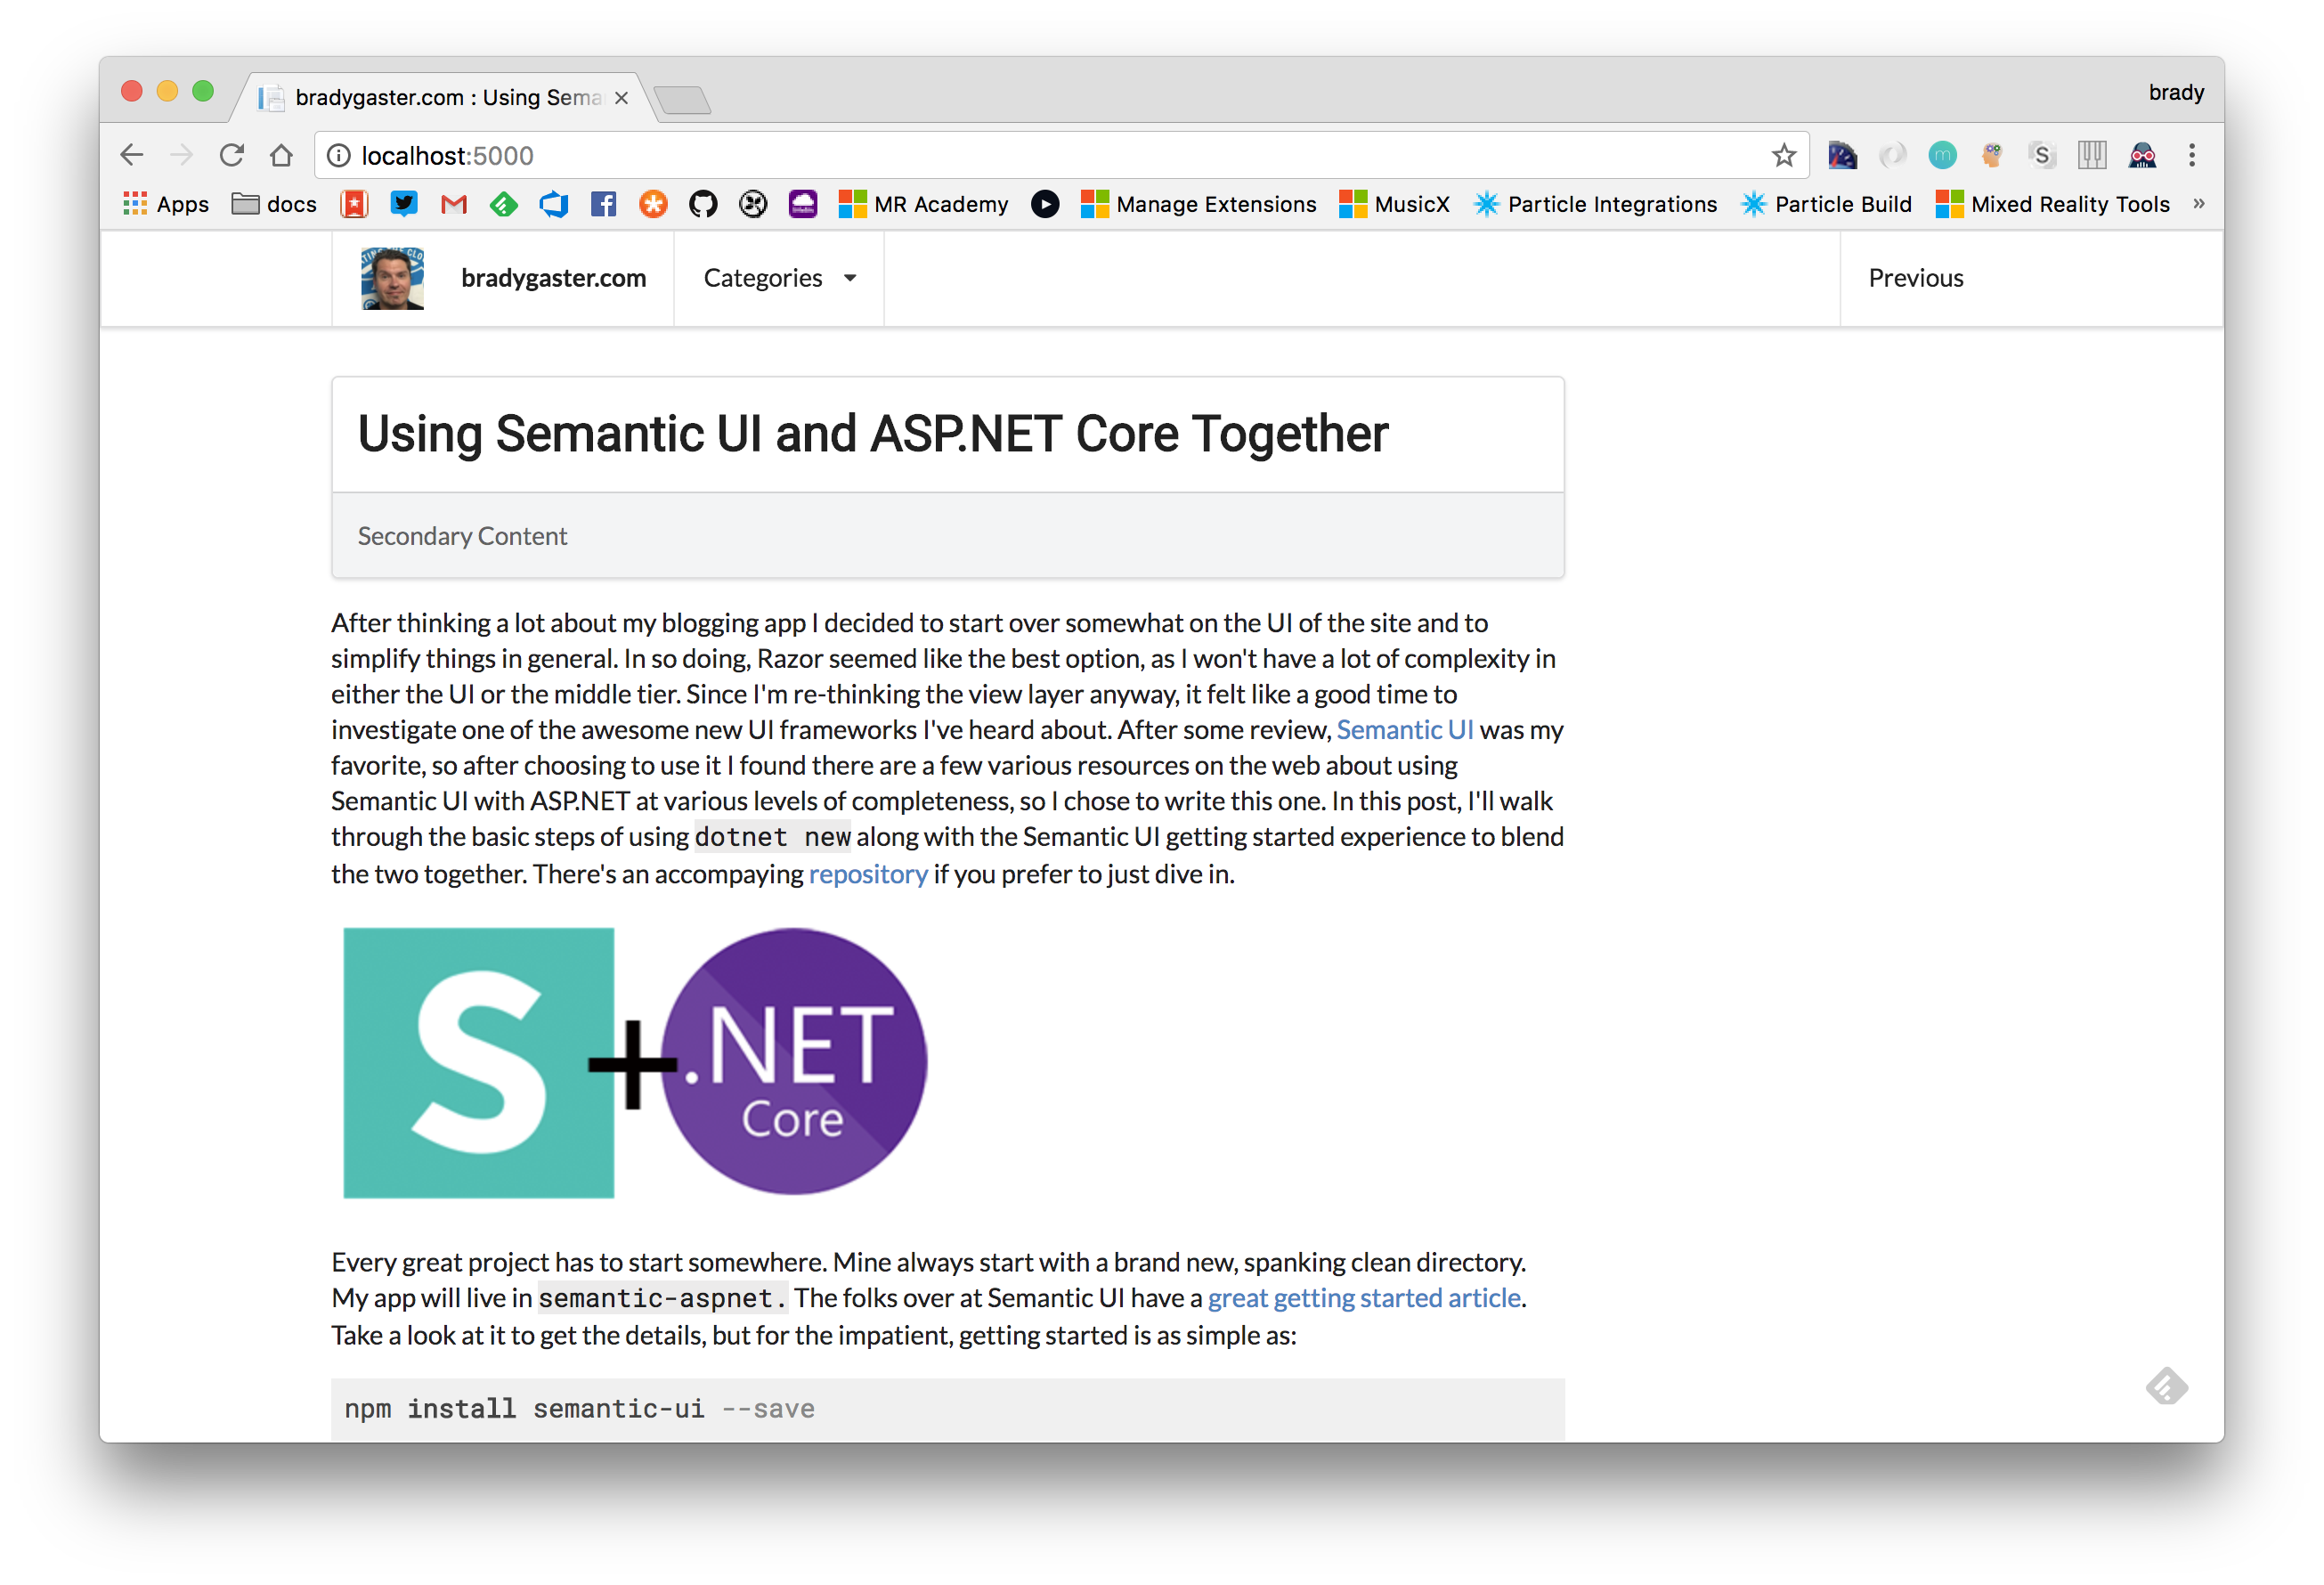 bradygaster.com : Using Sema
brady
localhost:5000
Apps docs MR Academy Manage Extensions MusicX Particle Integrations Particle Build Mixed Reality Tools »
bradygaster.com Categories Previous
Using Semantic UI and ASP.NET Core Together
Secondary Content
After thinking a lot about my blogging app I decided to start over somewhat on the UI of the site and to
simplify things in general. In so doing, Razor seemed like the best option, as I won't have a lot of complexity in
either the UI or the middle tier. Since I'm re-thinking the view layer anyway, it felt like a good time to
investigate one of the awesome new UI frameworks I've heard about. After some review, Semantic UI was my
favorite, so after choosing to use it I found there are a few various resources on the web about using
Semantic UI with ASP.NET at various levels of completeness, so I chose to write this one. In this post, I'll walk
through the basic steps of using dotnet new along with the Semantic UI getting started experience to blend
the two together. There's an accompaying repository if you prefer to just dive in.
S + .NET
Core
Every great project has to start somewhere. Mine always start with a brand new, spanking clean directory.
My app will live in semantic-aspnet. The folks over at Semantic UI have a great getting started article.
Take a look at it to get the details, but for the impatient, getting started is as simple as:
npm install semantic-ui --save